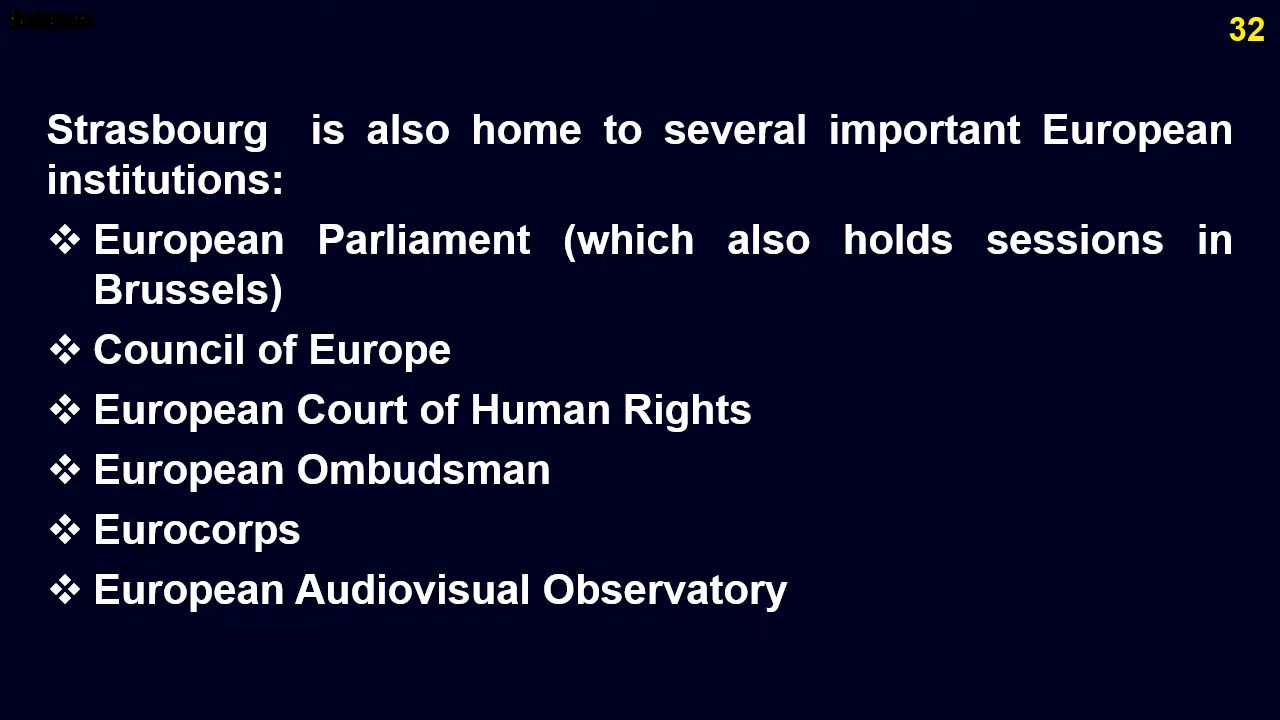 32
Strasbourg is also home to several important European
institutions:
❖ European Parliament (which also holds sessions in
Brussels)
❖ Council of Europe
❖ European Court of Human Rights
❖ European Ombudsman
❖ Eurocorps
❖ European Audiovisual Observatory